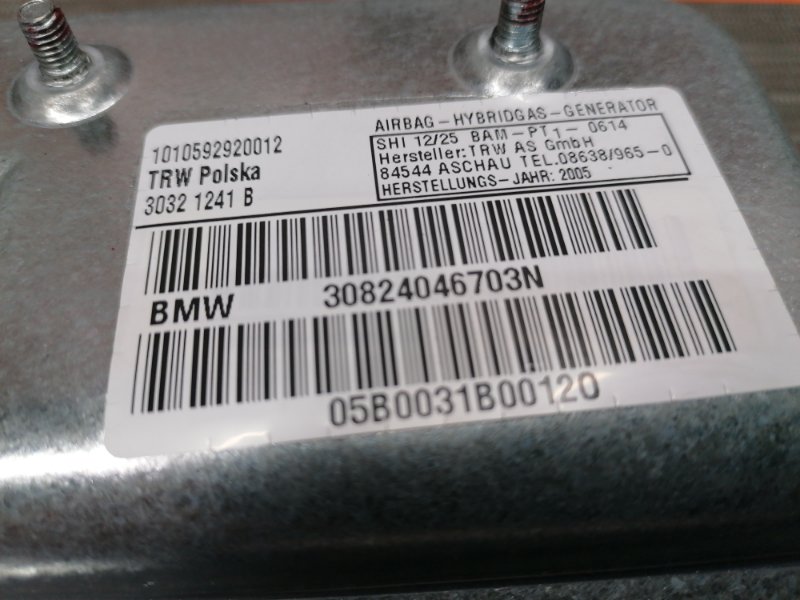 1010592920012
TRW Polska
3032 1241 B
AIRBAG-HYBRIDGAS-GENERATOR
SHI 12/25 BAM-PT1-0614
Hersteller:TRW AS GmbH
84544 ASCHAU TEL.08638/965-0
HERSTELLUNGS-JAHR: 2005
BMW 30824046703N
05B0031B00120